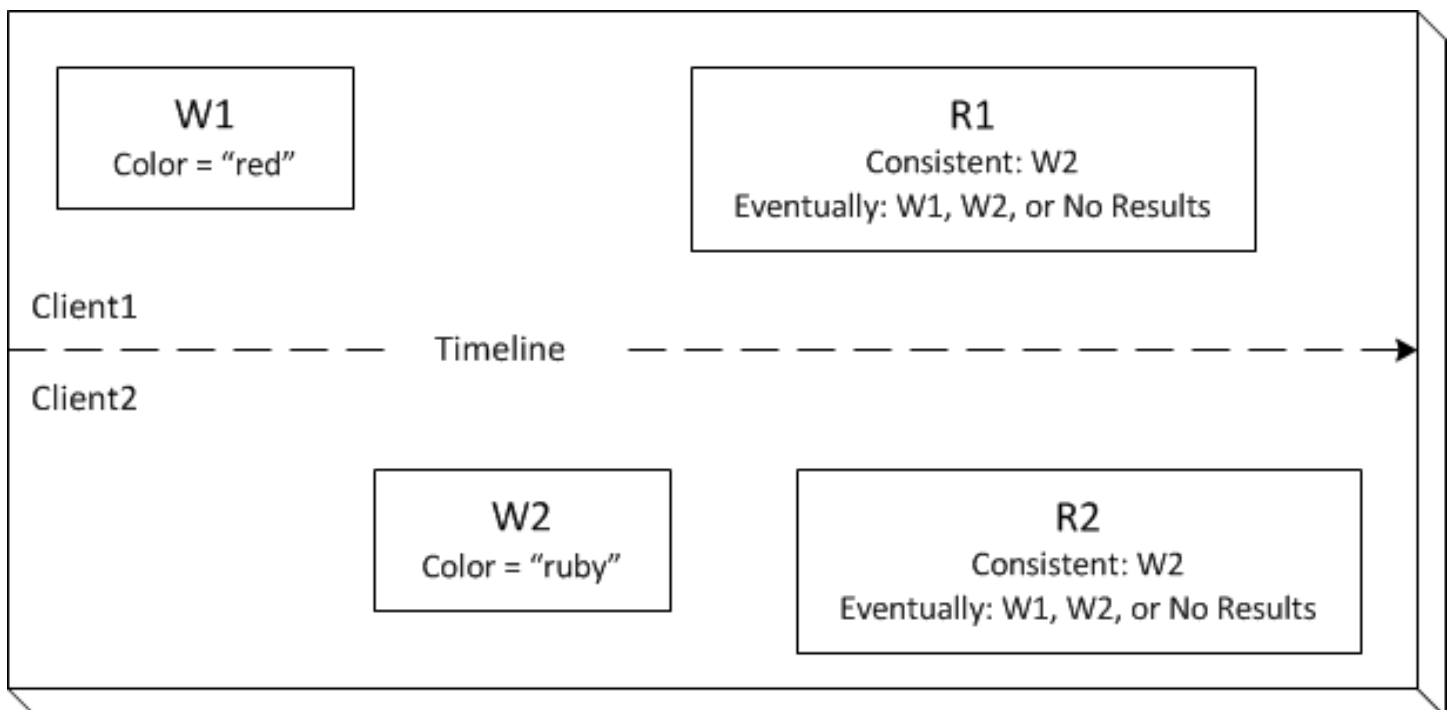 W1
Color = “red”
R1
Consistent: W2
Eventually: W1, W2, or No Results
Client1
Timeline
Client2
W2
Color = “ruby”
R2
Consistent: W2
Eventually: W1, W2, or No Results